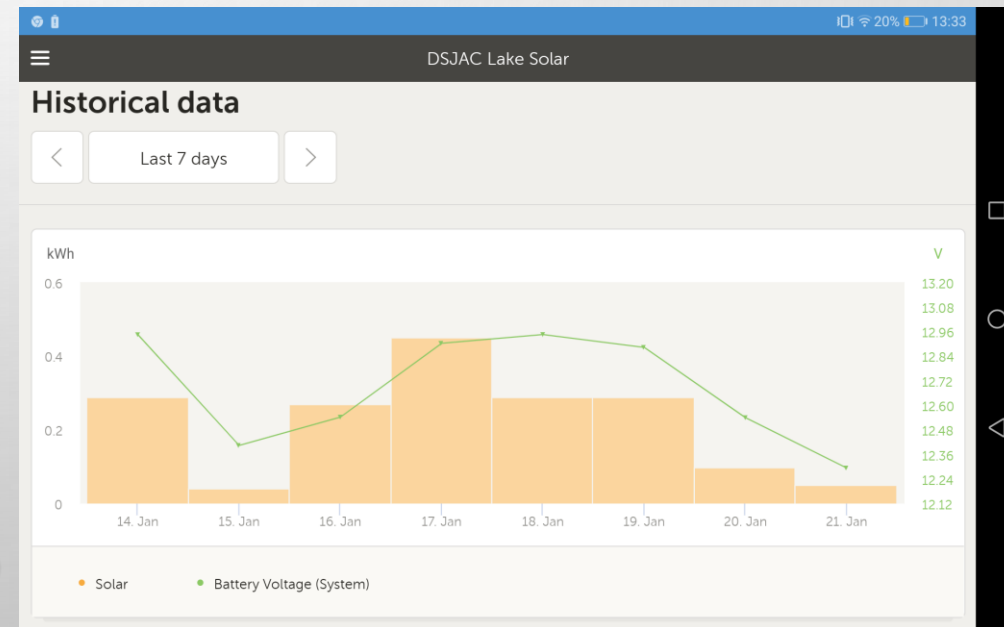 20% 13:33
DSJAC Lake Solar
Historical data
Last 7 days
kWh V
0.6 13.20
13.08
12.96
0.4 12.84
12.72
12.60
0.2 12.48
12.36
12.24
0 12.12
14. Jan 15. Jan 16. Jan 17. Jan 18. Jan 19. Jan 20. Jan 21. Jan
Solar Battery Voltage (System)